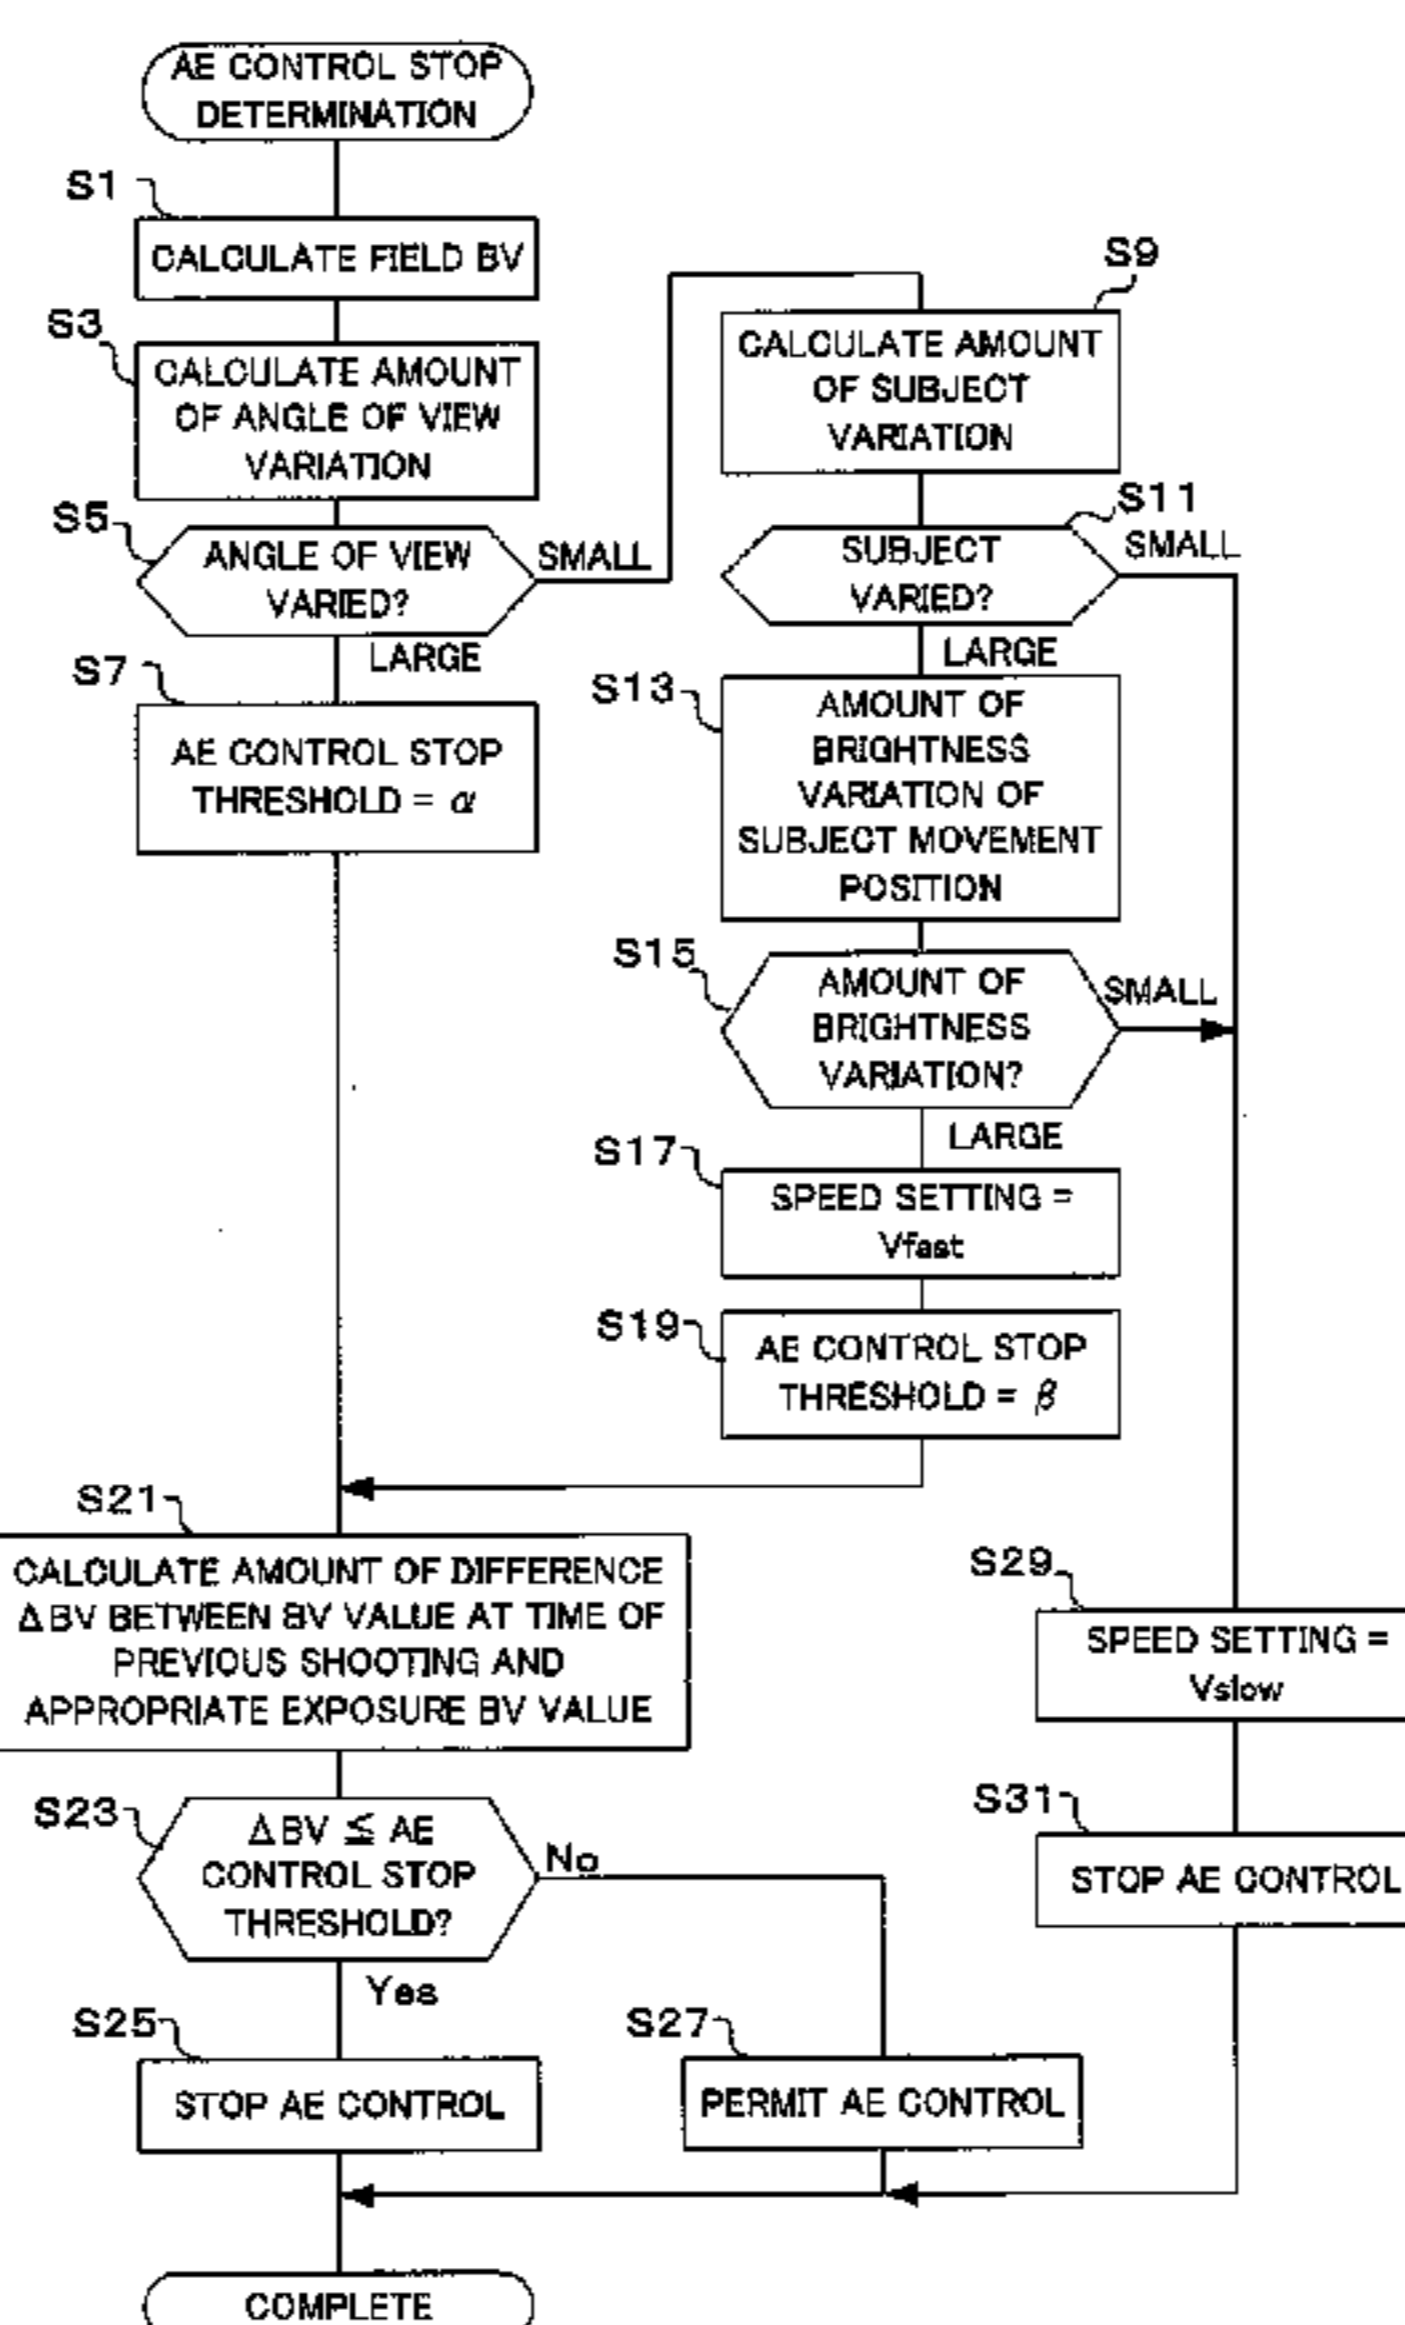 AE CONTROL STOP
DETERMINATION
S1
CALCULATE FIELD BV
S3
CALCULATE AMOUNT
OF ANGLE OF VIEW
VARIATION
S5
ANGLE OF VIEW
VARIED?
SMALL
LARGE
S7
AE CONTROL STOP
THRESHOLD = α
S9
CALCULATE AMOUNT
OF SUBJECT
VARIATION
S11
SUBJECT
VARIED?
SMALL
LARGE
S13
AMOUNT OF
BRIGHTNESS
VARIATION OF
SUBJECT MOVEMENT
POSITION
S15
AMOUNT OF
BRIGHTNESS
VARIATION?
SMALL
LARGE
S17
SPEED SETTING =
Vfast
S19
AE CONTROL STOP
THRESHOLD = β
S21
CALCULATE AMOUNT OF DIFFERENCE
ΔBV BETWEEN BV VALUE AT TIME OF
PREVIOUS SHOOTING AND
APPROPRIATE EXPOSURE BV VALUE
S23
ΔBV ≦ AE
CONTROL STOP
THRESHOLD?
No
Yes
S25
STOP AE CONTROL
S27
PERMIT AE CONTROL
S29
SPEED SETTING =
Vslow
S31
STOP AE CONTROL
COMPLETE